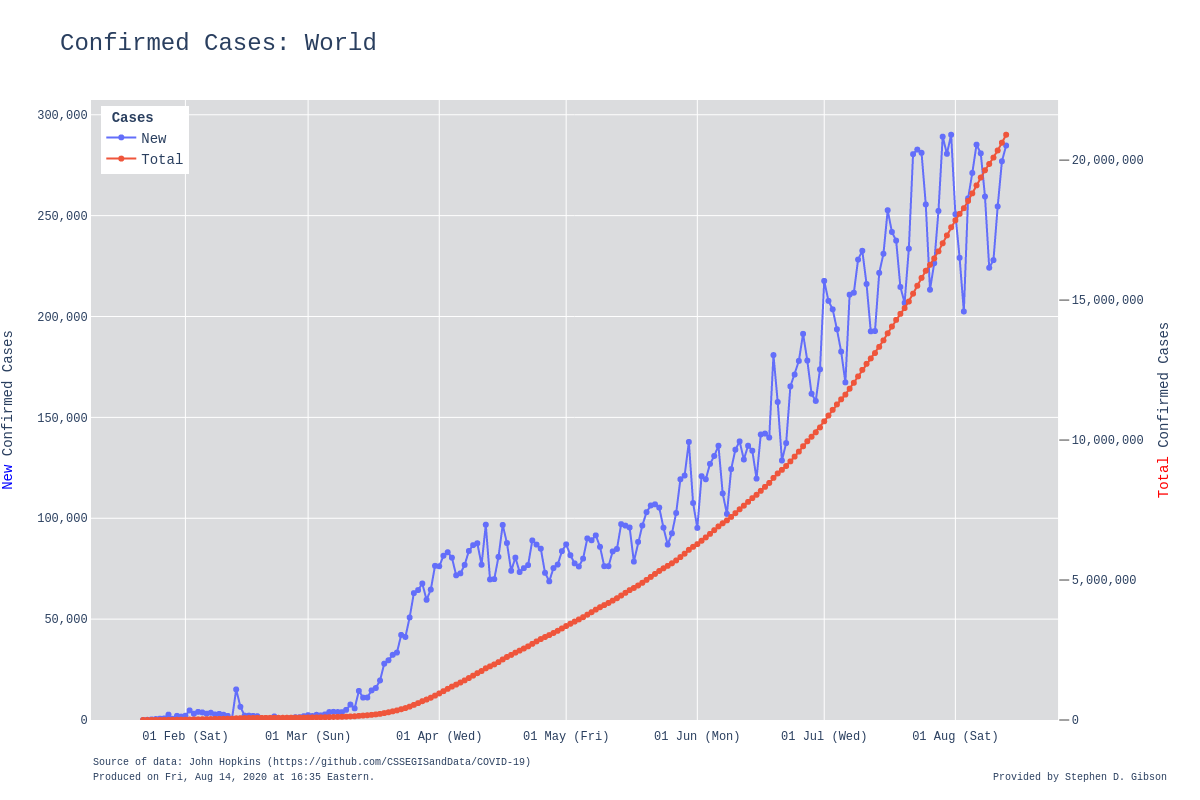 Confirmed Cases: World
Cases
New
Total
300,000
250,000
200,000
150,000
100,000
50,000
0
New Confirmed Cases
20,000,000
15,000,000
10,000,000
5,000,000
0
Total Confirmed Cases
01 Feb (Sat) 01 Mar (Sun) 01 Apr (Wed) 01 May (Fri) 01 Jun (Mon) 01 Jul (Wed) 01 Aug (Sat)
Source of data: John Hopkins (https://github.com/CSSEGISandData/COVID-19)
Produced on Fri, Aug 14, 2020 at 16:35 Eastern.
Provided by Stephen D. Gibson